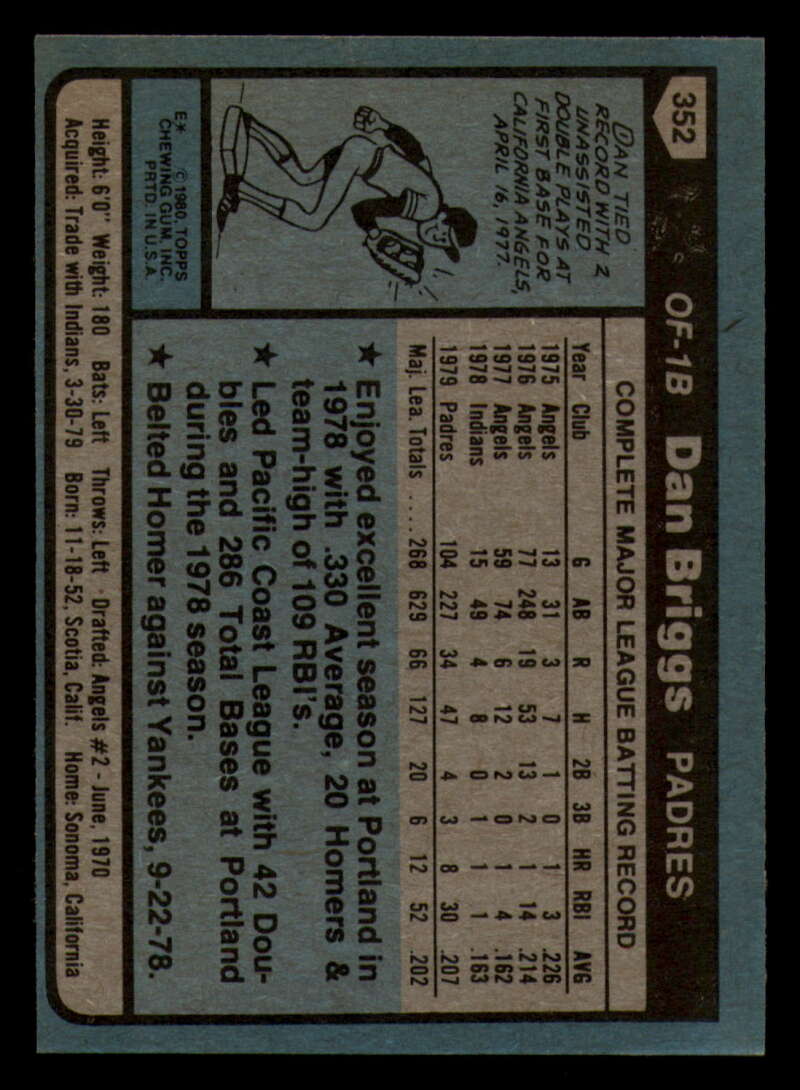 352
OF-1B Dan Briggs PADRES
DAN TIED
RECORD WITH 2
UNASSISTED
DOUBLE PLAYS AT
FIRST BASE FOR
CALIFORNIA ANGELS,
APRIL 16, 1977.
E* © 1980, TOPPS
CHEWING GUM, INC.
PRTD. IN U.S.A.
COMPLETE MAJOR LEAGUE BATTING RECORD
Year Club G AB R H 2B 3B HR RBI AVG
1975 Angels 13 31 3 7 1 0 1 3 .226
1976 Angels 77 248 19 53 13 2 1 14 .214
1977 Angels 59 74 6 12 2 0 1 4 .162
1978 Indians 15 49 4 8 0 1 1 1 .163
1979 Padres 104 227 34 47 4 3 8 30 .207
Maj. Lea. Totals .... 268 629 66 127 20 6 12 52 .202
★ Enjoyed excellent season at Portland in
1978 with .330 Average, 20 Homers &
team-high of 109 RBI's.
★ Led Pacific Coast League with 42 Dou-
bles and 286 Total Bases at Portland
during the 1978 season.
★ Belted Homer against Yankees, 9-22-78.
Height: 6'0" Weight: 180 Bats: Left Throws: Left Drafted: Angels #2 - June, 1970
Acquired: Trade with Indians, 3-30-79 Born: 11-18-52, Scotia, Calif. Home: Sonoma, California